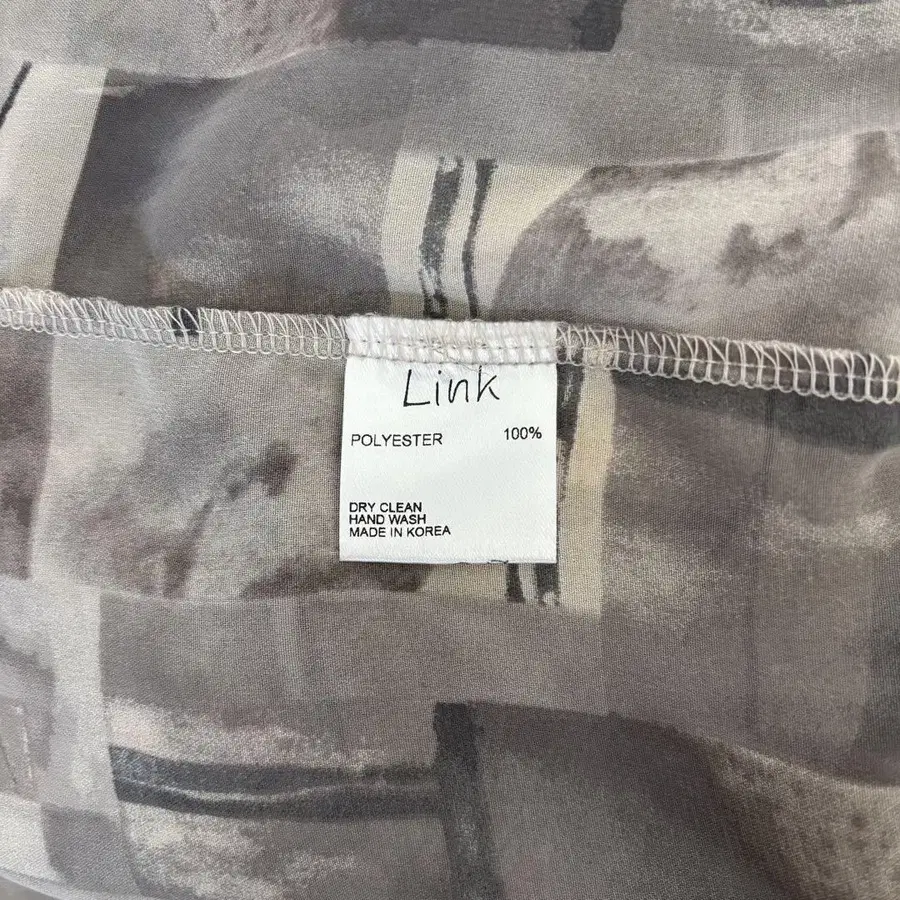 Link
POLYESTER 100%
DRY CLEAN
HAND WASH
MADE IN KOREA